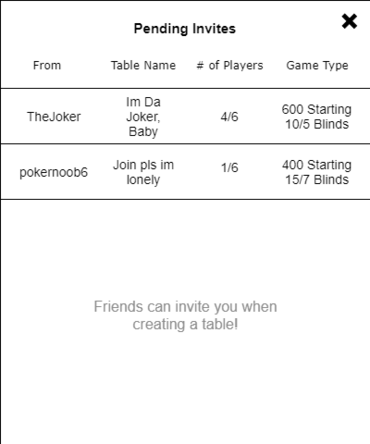 Pending Invites
From Table Name # of Players Game Type
TheJoker
Im Da
Joker,
Baby
4/6
600 Starting
10/5 Blinds
pokernoob6
Join pls im
lonely
1/6
400 Starting
15/7 Blinds
Friends can invite you when
creating a table!